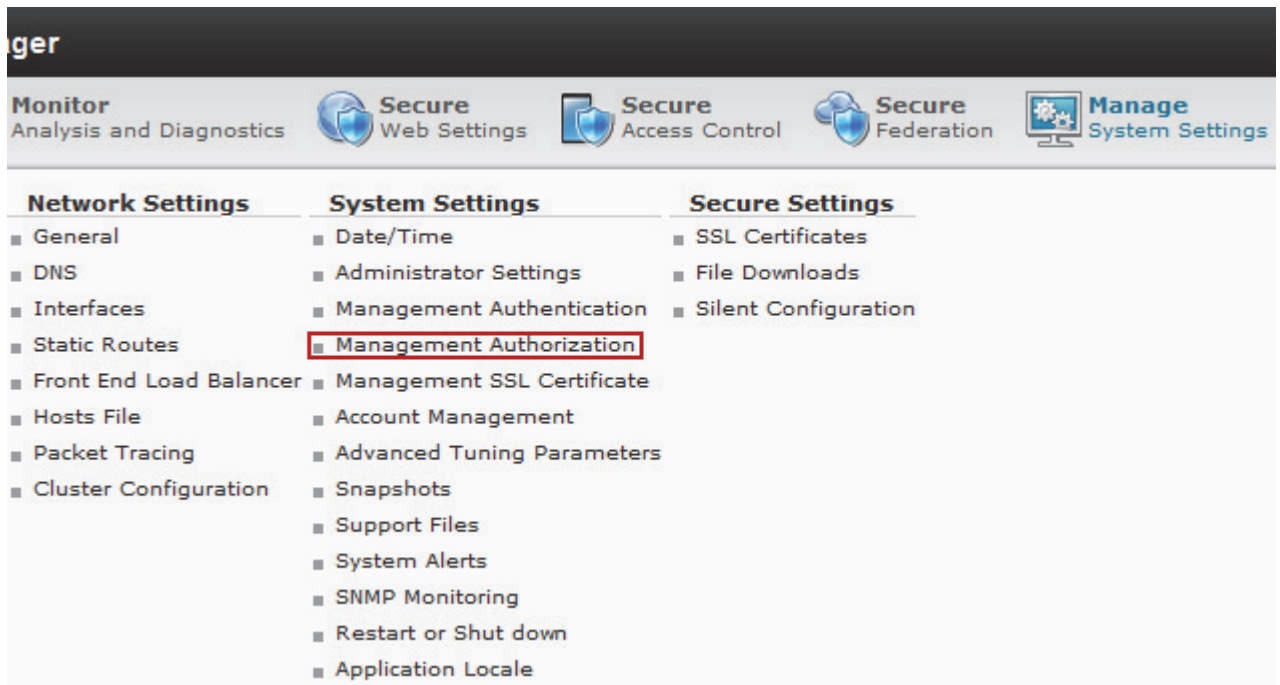 ager
Monitor
Analysis and Diagnostics
Secure
Web Settings
Secure
Access Control
Secure
Federation
Manage
System Settings
Network Settings
General
DNS
Interfaces
Static Routes
Front End Load Balancer
Hosts File
Packet Tracing
Cluster Configuration
System Settings
Date/Time
Administrator Settings
Management Authentication
Management Authorization
Management SSL Certificate
Account Management
Advanced Tuning Parameters
Snapshots
Support Files
System Alerts
SNMP Monitoring
Restart or Shut down
Application Locale
Secure Settings
SSL Certificates
File Downloads
Silent Configuration